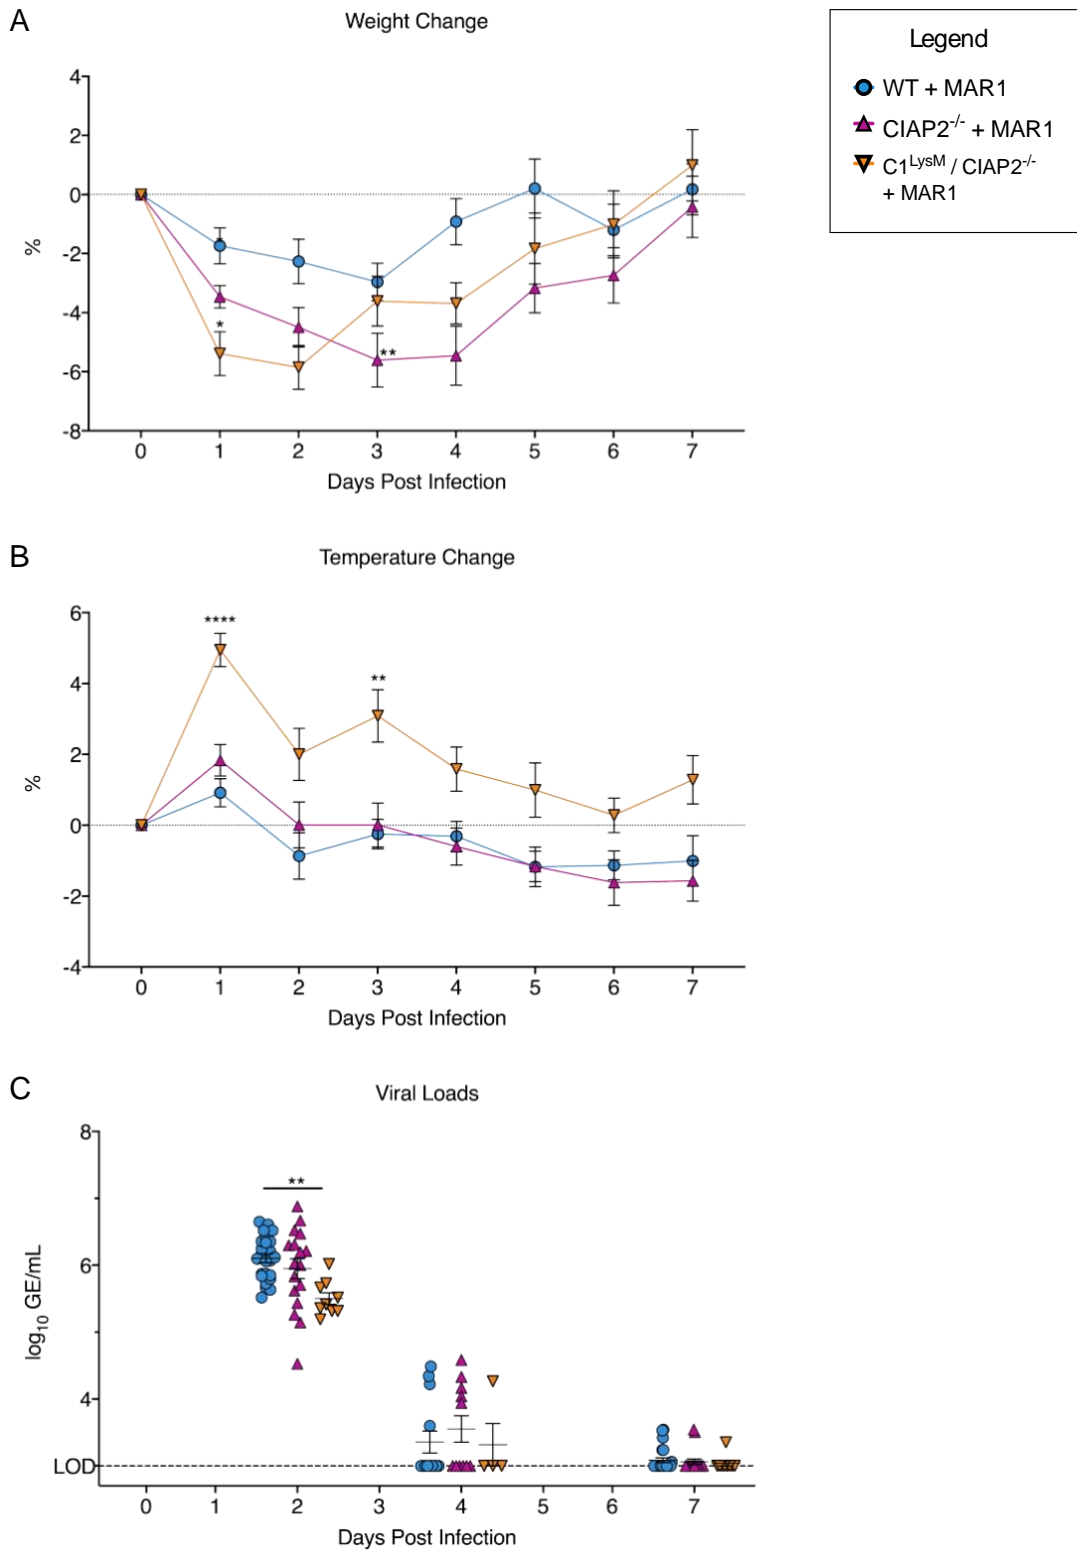 A
Weight Change
4
2
0
-2
-4
-6
-8
%
*
*
**
0 1 2 3 4 5 6 7
Days Post Infection
Legend
WT + MAR1
CIAP2-/- + MAR1
C1LysM / CIAP2-/-
+ MAR1
B
Temperature Change
6
4
2
0
-2
-4
%
****
**
0 1 2 3 4 5 6 7
Days Post Infection
C
Viral Loads
8
6
4
LOD
log10 GE/mL
**
0 1 2 3 4 5 6 7
Days Post Infection